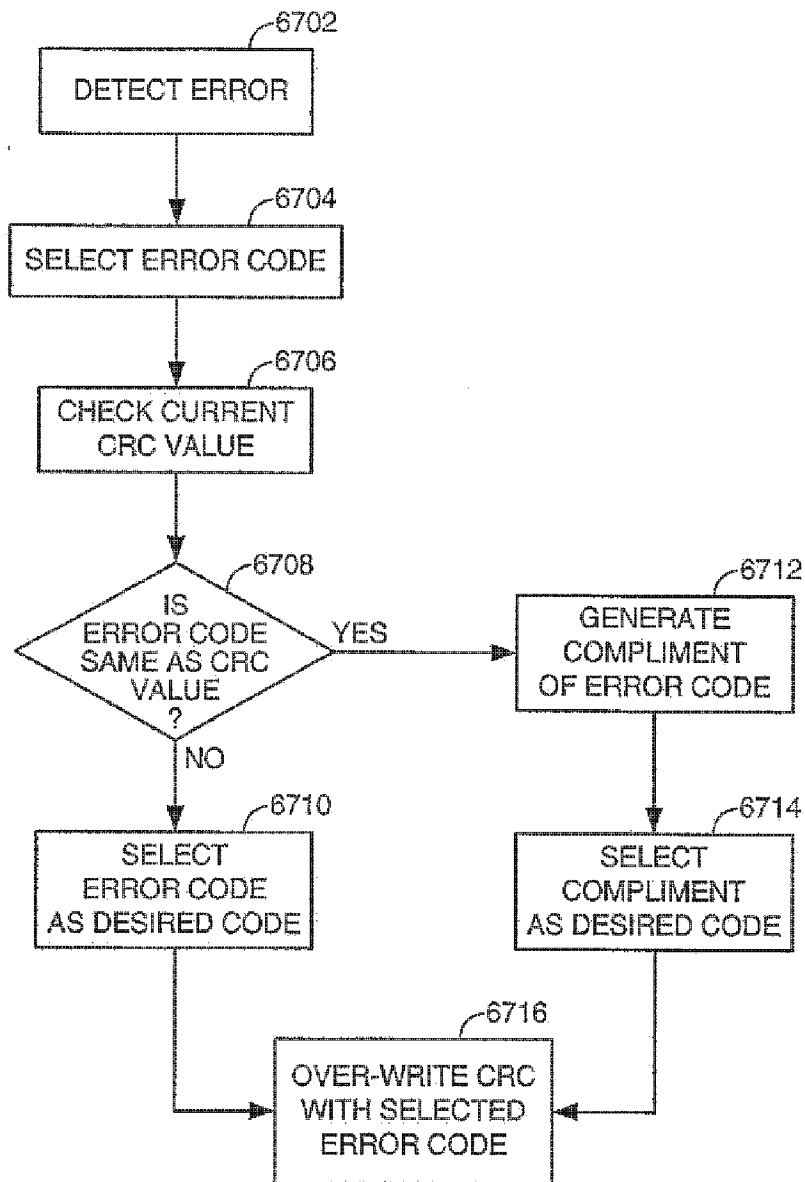 6702
DETECT ERROR
6704
SELECT ERROR CODE
6706
CHECK CURRENT
CRC VALUE
6708
IS
ERROR CODE
SAME AS CRC
VALUE
?
YES
NO
6712
GENERATE
COMPLIMENT
OF ERROR CODE
6710
SELECT
ERROR CODE
AS DESIRED CODE
6714
SELECT
COMPLIMENT
AS DESIRED CODE
6716
OVER-WRITE CRC
WITH SELECTED
ERROR CODE